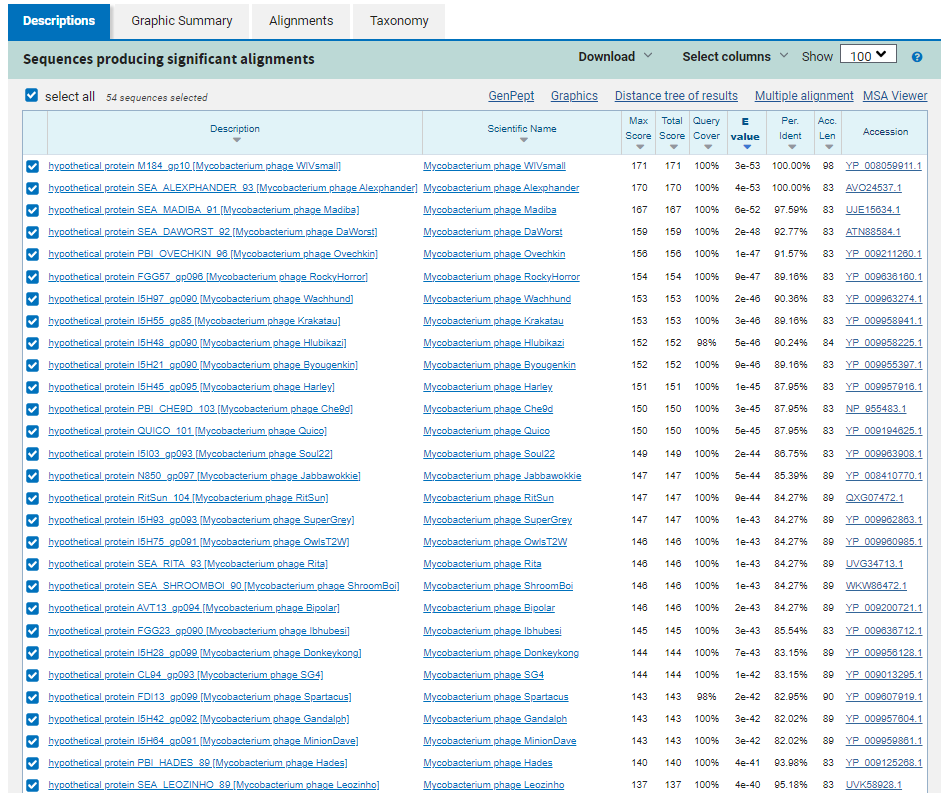 Descriptions Graphic Summary Alignments Taxonomy
Sequences producing significant alignments Download Select columns Show 100 ?
select all 54 sequences selected GenPept Graphics Distance tree of results Multiple alignment MSA Viewer
Description Scientific Name Max Score Total Score Query Cover E value Per. Ident Acc. Len Accession
hypothetical protein M184_gp10 [Mycobacterium phage WIVsmall] Mycobacterium phage WIVsmall 171 171 100% 3e-53 100.00% 98 YP_008059911.1
hypothetical protein SEA_ALEXPHANDER_93 [Mycobacterium phage Alexphander] Mycobacterium phage Alexphander 170 170 100% 4e-53 100.00% 83 AVO24537.1
hypothetical protein SEA_MADIBA_91 [Mycobacterium phage Madiba] Mycobacterium phage Madiba 167 167 100% 6e-52 97.59% 83 UJE15634.1
hypothetical protein SEA_DAWORST_92 [Mycobacterium phage DaWorst] Mycobacterium phage DaWorst 159 159 100% 2e-48 92.77% 83 ATN88584.1
hypothetical protein PBI_OVECHKIN_96 [Mycobacterium phage Ovechkin] Mycobacterium phage Ovechkin 156 156 100% 1e-47 91.57% 83 YP_009211260.1
hypothetical protein FGG57_gp096 [Mycobacterium phage RockyHorror] Mycobacterium phage RockyHorror 154 154 100% 9e-47 89.16% 83 YP_009636160.1
hypothetical protein I5H97_gp090 [Mycobacterium phage Wachhund] Mycobacterium phage Wachhund 153 153 100% 2e-46 90.36% 83 YP_009963274.1
hypothetical protein I5H55_gp85 [Mycobacterium phage Krakatau] Mycobacterium phage Krakatau 153 153 100% 3e-46 89.16% 83 YP_009958941.1
hypothetical protein I5H48_gp090 [Mycobacterium phage Hlubikazi] Mycobacterium phage Hlubikazi 152 152 98% 5e-46 90.24% 84 YP_009958225.1
hypothetical protein I5H21_gp090 [Mycobacterium phage Byougenkin] Mycobacterium phage Byougenkin 152 152 100% 9e-46 89.16% 83 YP_009955397.1
hypothetical protein I5H45_gp095 [Mycobacterium phage Harley] Mycobacterium phage Harley 151 151 100% 1e-45 87.95% 83 YP_009957916.1
hypothetical protein PBI_CHE9D_103 [Mycobacterium phage Che9d] Mycobacterium phage Che9d 150 150 100% 3e-45 87.95% 83 NP_955483.1
hypothetical protein QUICO_101 [Mycobacterium phage Quico] Mycobacterium phage Quico 150 150 100% 5e-45 87.95% 83 YP_009194625.1
hypothetical protein I5I03_gp093 [Mycobacterium phage Soul22] Mycobacterium phage Soul22 149 149 100% 2e-44 86.75% 83 YP_009963908.1
hypothetical protein N850_gp097 [Mycobacterium phage Jabbawokkie] Mycobacterium phage Jabbawokkie 147 147 100% 5e-44 85.39% 89 YP_008410770.1
hypothetical protein RitSun_104 [Mycobacterium phage RitSun] Mycobacterium phage RitSun 147 147 100% 9e-44 84.27% 89 QXG07472.1
hypothetical protein I5H93_gp093 [Mycobacterium phage SuperGrey] Mycobacterium phage SuperGrey 147 147 100% 1e-43 84.27% 89 YP_009962863.1
hypothetical protein I5H75_gp091 [Mycobacterium phage OwlsT2W] Mycobacterium phage OwlsT2W 146 146 100% 1e-43 84.27% 89 YP_009960985.1
hypothetical protein SEA_RITA_93 [Mycobacterium phage Rita] Mycobacterium phage Rita 146 146 100% 1e-43 84.27% 89 UVG34713.1
hypothetical protein SEA_SHROOMBOI_90 [Mycobacterium phage ShroomBoi] Mycobacterium phage ShroomBoi 146 146 100% 1e-43 84.27% 89 WKW86472.1
hypothetical protein AVT13_gp094 [Mycobacterium phage Bipolar] Mycobacterium phage Bipolar 146 146 100% 2e-43 84.27% 89 YP_009200721.1
hypothetical protein FGG23_gp090 [Mycobacterium phage Ibhubesi] Mycobacterium phage Ibhubesi 145 145 100% 3e-43 85.54% 83 YP_009636712.1
hypothetical protein I5H28_gp099 [Mycobacterium phage Donkeykong] Mycobacterium phage Donkeykong 144 144 100% 7e-43 83.15% 89 YP_009956128.1
hypothetical protein CL94_gp093 [Mycobacterium phage SG4] Mycobacterium phage SG4 144 144 100% 1e-42 83.15% 89 YP_009013295.1
hypothetical protein FDI13_gp099 [Mycobacterium phage Spartacus] Mycobacterium phage Spartacus 143 143 98% 2e-42 82.95% 90 YP_009607919.1
hypothetical protein I5H42_gp092 [Mycobacterium phage Gandalph] Mycobacterium phage Gandalph 143 143 100% 3e-42 82.02% 89 YP_009957604.1
hypothetical protein I5H64_gp091 [Mycobacterium phage MinionDave] Mycobacterium phage MinionDave 143 143 100% 3e-42 82.02% 89 YP_009959861.1
hypothetical protein PBI_HADES_89 [Mycobacterium phage Hades] Mycobacterium phage Hades 140 140 100% 4e-41 93.98% 83 YP_009125268.1
hypothetical protein SEA_LEOZINHO_89 [Mycobacterium phage Leozinho] Mycobacterium phage Leozinho 137 137 100% 4e-40 95.18% 83 UVK58928.1